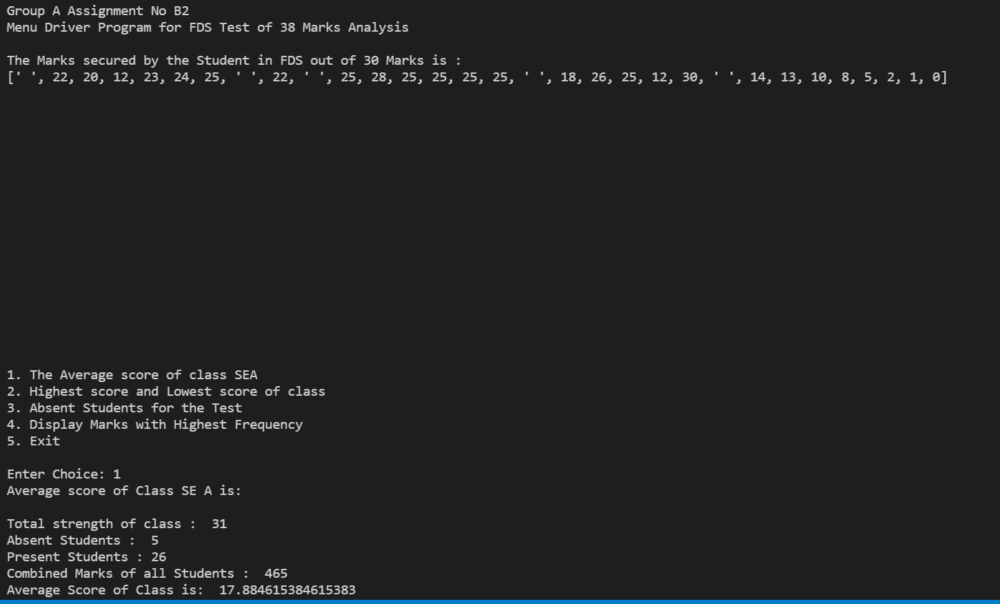 Group A Assignment No B2
Menu Driver Program for FDS Test of 38 Marks Analysis
The Marks secured by the Student in FDS out of 30 Marks is :
[' ', 22, 20, 12, 23, 24, 25, ' ', 22, ' ', 25, 28, 25, 25, 25, 25, ' ', 18, 26, 25, 12, 30, ' ', 14, 13, 10, 8, 5, 2, 1, 0]
1. The Average score of class SEA
2. Highest score and Lowest score of class
3. Absent Students for the Test
4. Display Marks with Highest Frequency
5. Exit
Enter Choice: 1
Average score of Class SE A is:
Total strength of class :  31
Absent Students :  5
Present Students : 26
Combined Marks of all Students :  465
Average Score of Class is:  17.884615384615383